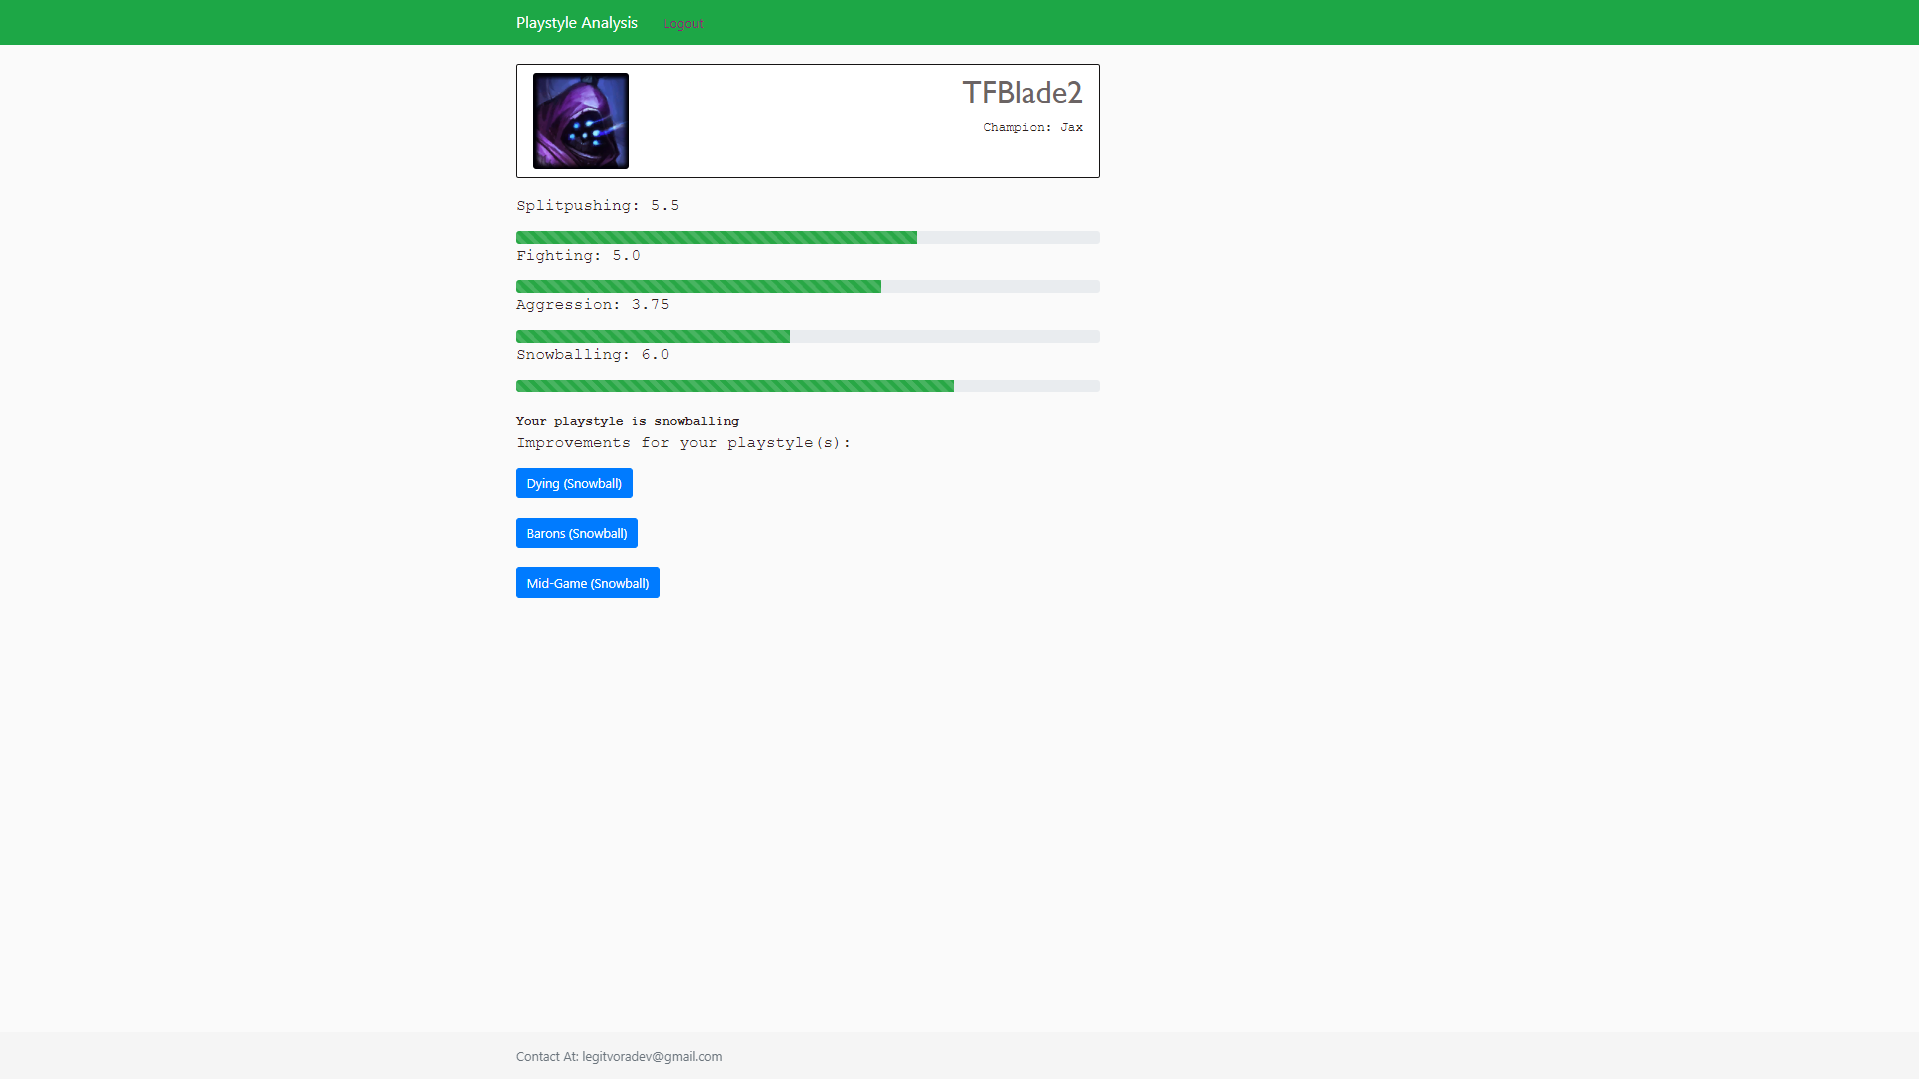 Playstyle Analysis Logout
TFBlade2
Champion: Jax
Splitpushing: 5.5
Fighting: 5.0
Aggression: 3.75
Snowballing: 6.0
Your playstyle is snowballing
Improvements for your playstyle(s):
Dying (Snowball)
Barons (Snowball)
Mid-Game (Snowball)
Contact At: legitvoradev@gmail.com